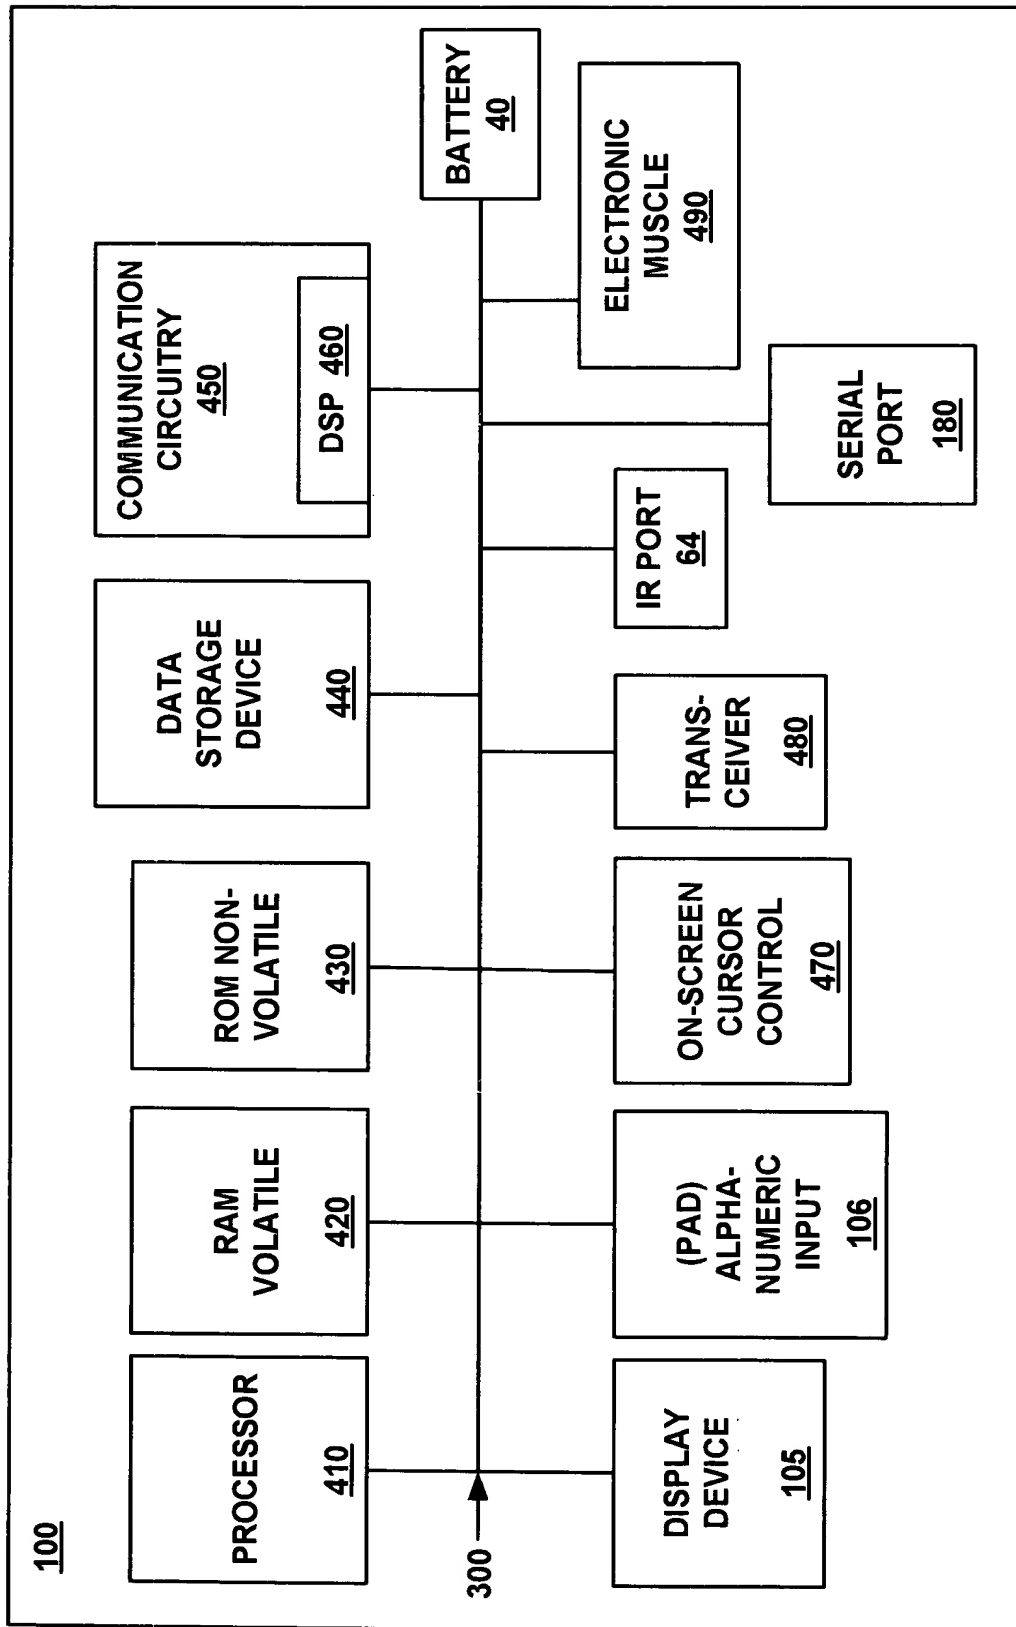 100
PROCESSOR
410
RAM
VOLATILE
420
ROM NON-
VOLATILE
430
DATA
STORAGE
DEVICE
440
COMMUNICATION
CIRCUITRY
450
DSP 460
300
BATTERY
40
DISPLAY
DEVICE
105
(PAD)
ALPHA-
NUMERIC
INPUT
106
ON-SCREEN
CURSOR
CONTROL
470
TRANS-
CEIVER
480
IR PORT
64
SERIAL
PORT
180
ELECTRONIC
MUSCLE
490